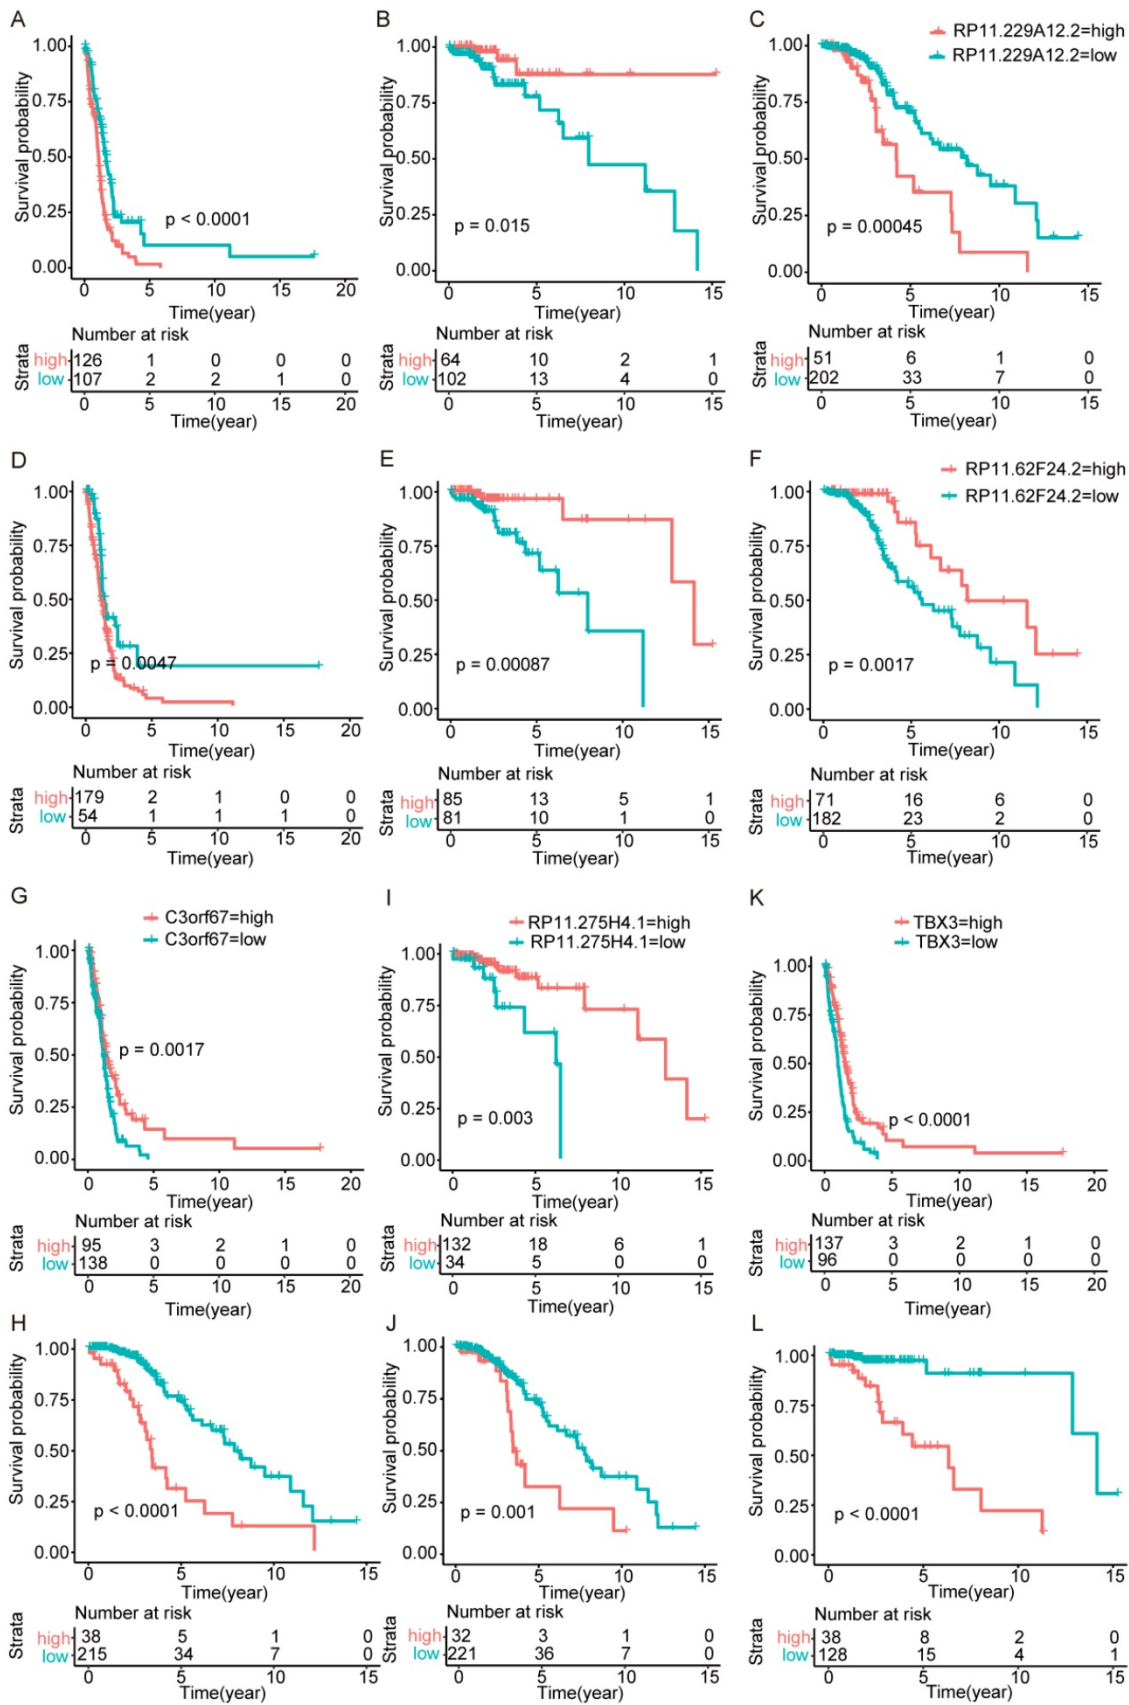 A
1.00
0.75
0.50
0.25
0.00
Survival probability
p < 0.0001
0 5 10 15 20
Time(year)
Number at risk
Strata
high 126 1 0 0 0
low 107 2 2 1 0
0 5 10 15 20
Time(year)
B
1.00
0.75
0.50
0.25
0.00
Survival probability
p = 0.015
0 5 10 15
Time(year)
Number at risk
Strata
high 64 10 2 1
low 102 13 4 0
0 5 10 15
Time(year)
C
RP11.229A12.2=high
RP11.229A12.2=low
1.00
0.75
0.50
0.25
0.00
Survival probability
p = 0.00045
0 5 10 15
Time(year)
Number at risk
Strata
high 51 6 1 0
low 202 33 7 0
0 5 10 15
Time(year)
D
1.00
0.75
0.50
0.25
0.00
Survival probability
p = 0.0047
0 5 10 15 20
Time(year)
Number at risk
Strata
high 179 2 1 0 0
low 54 1 1 1 0
0 5 10 15 20
Time(year)
E
1.00
0.75
0.50
0.25
0.00
Survival probability
p = 0.00087
0 5 10 15
Time(year)
Number at risk
Strata
high 85 13 5 1
low 81 10 1 0
0 5 10 15
Time(year)
F
RP11.62F24.2=high
RP11.62F24.2=low
1.00
0.75
0.50
0.25
0.00
Survival probability
p = 0.0017
0 5 10 15
Time(year)
Number at risk
Strata
high 71 16 6 0
low 182 23 2 0
0 5 10 15
Time(year)
G
C3orf67=high
C3orf67=low
1.00
0.75
0.50
0.25
0.00
Survival probability
p = 0.0017
0 5 10 15 20
Time(year)
Number at risk
Strata
high 95 3 2 1 0
low 138 0 0 0 0
0 5 10 15 20
Time(year)
I
RP11.275H4.1=high
RP11.275H4.1=low
1.00
0.75
0.50
0.25
0.00
Survival probability
p = 0.003
0 5 10 15
Time(year)
Number at risk
Strata
high 132 18 6 1
low 34 5 0 0
0 5 10 15
Time(year)
K
TBX3=high
TBX3=low
1.00
0.75
0.50
0.25
0.00
Survival probability
p < 0.0001
0 5 10 15 20
Time(year)
Number at risk
Strata
high 137 3 2 1 0
low 96 0 0 0 0
0 5 10 15 20
Time(year)
H
1.00
0.75
0.50
0.25
0.00
Survival probability
p < 0.0001
0 5 10 15
Time(year)
Number at risk
Strata
high 38 5 1 0
low 215 34 7 0
0 5 10 15
Time(year)
J
1.00
0.75
0.50
0.25
0.00
Survival probability
p = 0.001
0 5 10 15
Time(year)
Number at risk
Strata
high 32 3 1 0
low 221 36 7 0
0 5 10 15
Time(year)
L
1.00
0.75
0.50
0.25
0.00
Survival probability
p < 0.0001
0 5 10 15
Time(year)
Number at risk
Strata
high 38 8 2 0
low 128 15 4 1
0 5 10 15
Time(year)